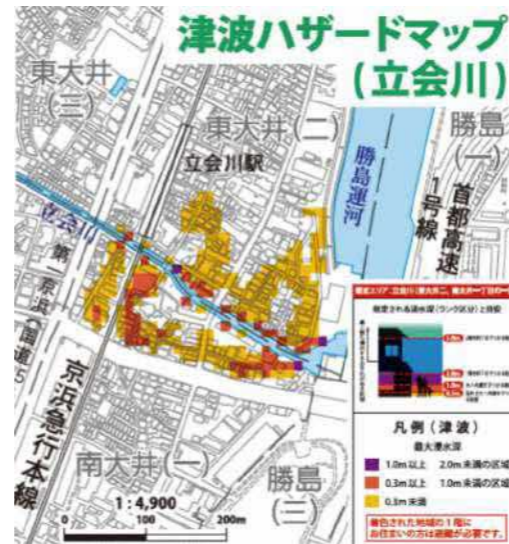 津波ハザードマップ
(立会川)
東大井
(三)
東大井(二)
立会川駅
勝島
(一)
勝島運河
首都高速
1号線
立会川
第一京浜(国道15
京浜急行本線
南大井(一)
勝島
(三)
1:4,900
0 100 200m
凡例(津波)
最大浸水深
1.0m以上 2.0m未満の区域
0.3m以上 1.0m未満の区域
0.3m未満
着色された地域の1階に
お住まいの方は避難が必要です。